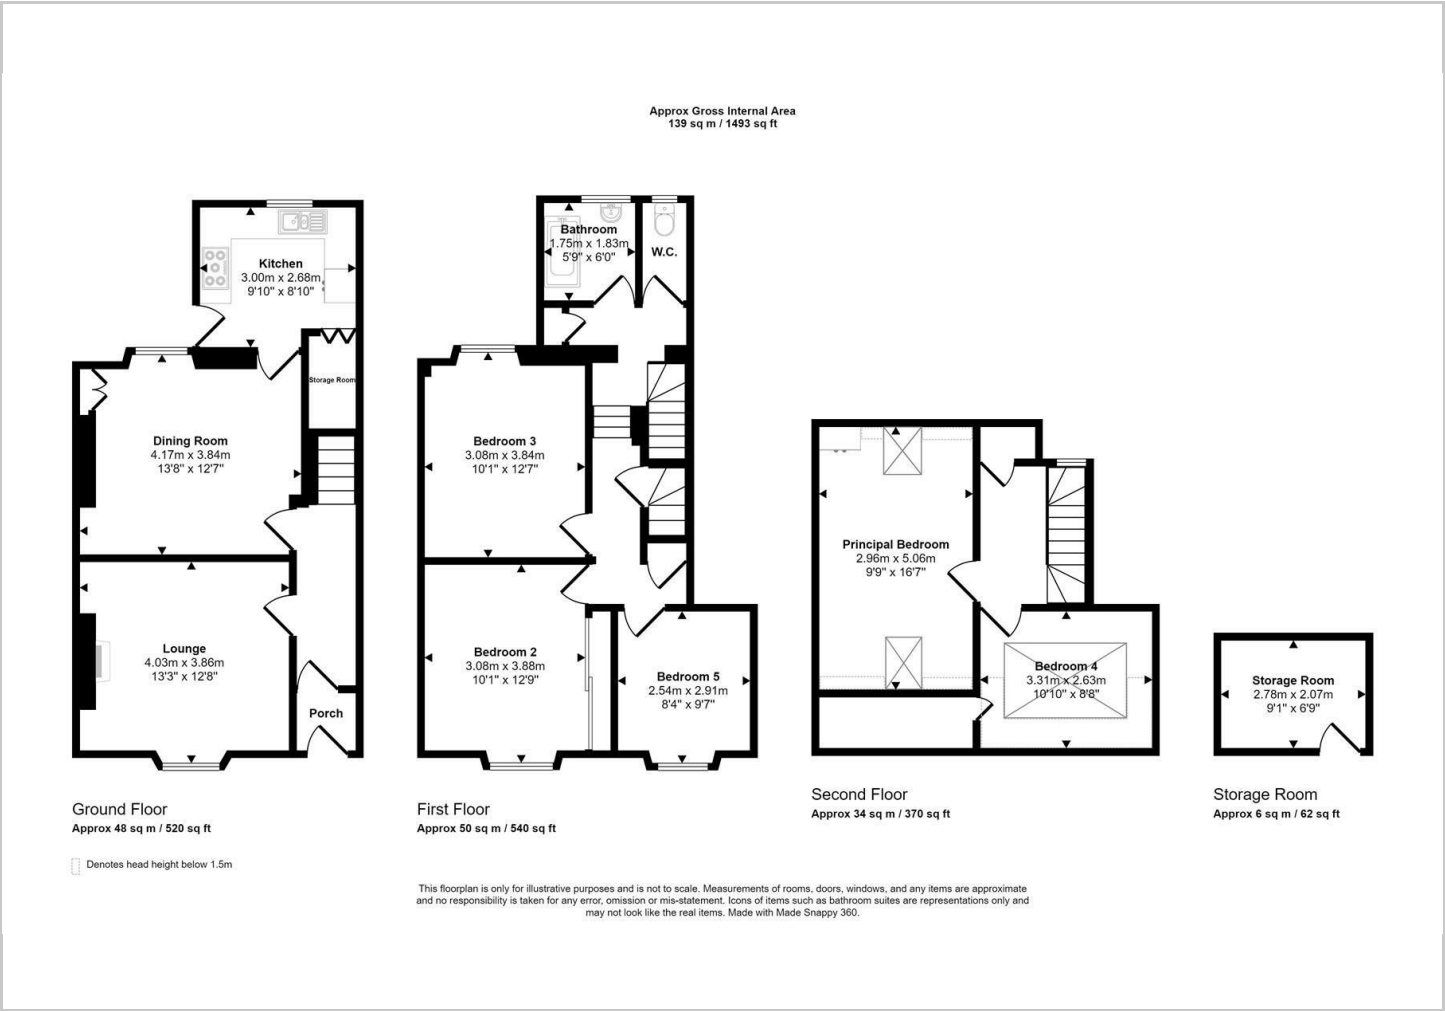 Approx Gross Internal Area
139 sq m / 1493 sq ft
Kitchen
3.00m x 2.68m
9'10" x 8'10"
Storage Room
Dining Room
4.17m x 3.84m
13'8" x 12'7"
Lounge
4.03m x 3.86m
13'3" x 12'8"
Porch
Ground Floor
Approx 48 sq m / 520 sq ft
Bathroom
1.75m x 1.83m
5'9" x 6'0"
W.C.
Bedroom 3
3.08m x 3.84m
10'1" x 12'7"
Bedroom 2
3.08m x 3.88m
10'1" x 12'9"
Bedroom 5
2.54m x 2.91m
8'4" x 9'7"
First Floor
Approx 50 sq m / 540 sq ft
Principal Bedroom
2.96m x 5.06m
9'9" x 16'7"
Bedroom 4
3.31m x 2.63m
10'10" x 8'8"
Second Floor
Approx 34 sq m / 370 sq ft
Storage Room
2.78m x 2.07m
9'1" x 6'9"
Storage Room
Approx 6 sq m / 62 sq ft
Denotes head height below 1.5m
This floorplan is only for illustrative purposes and is not to scale. Measurements of rooms, doors, windows, and any items are approximate
and no responsibility is taken for any error, omission or mis-statement. Icons of items such as bathroom suites are representations only and
may not look like the real items. Made with Made Snappy 360.